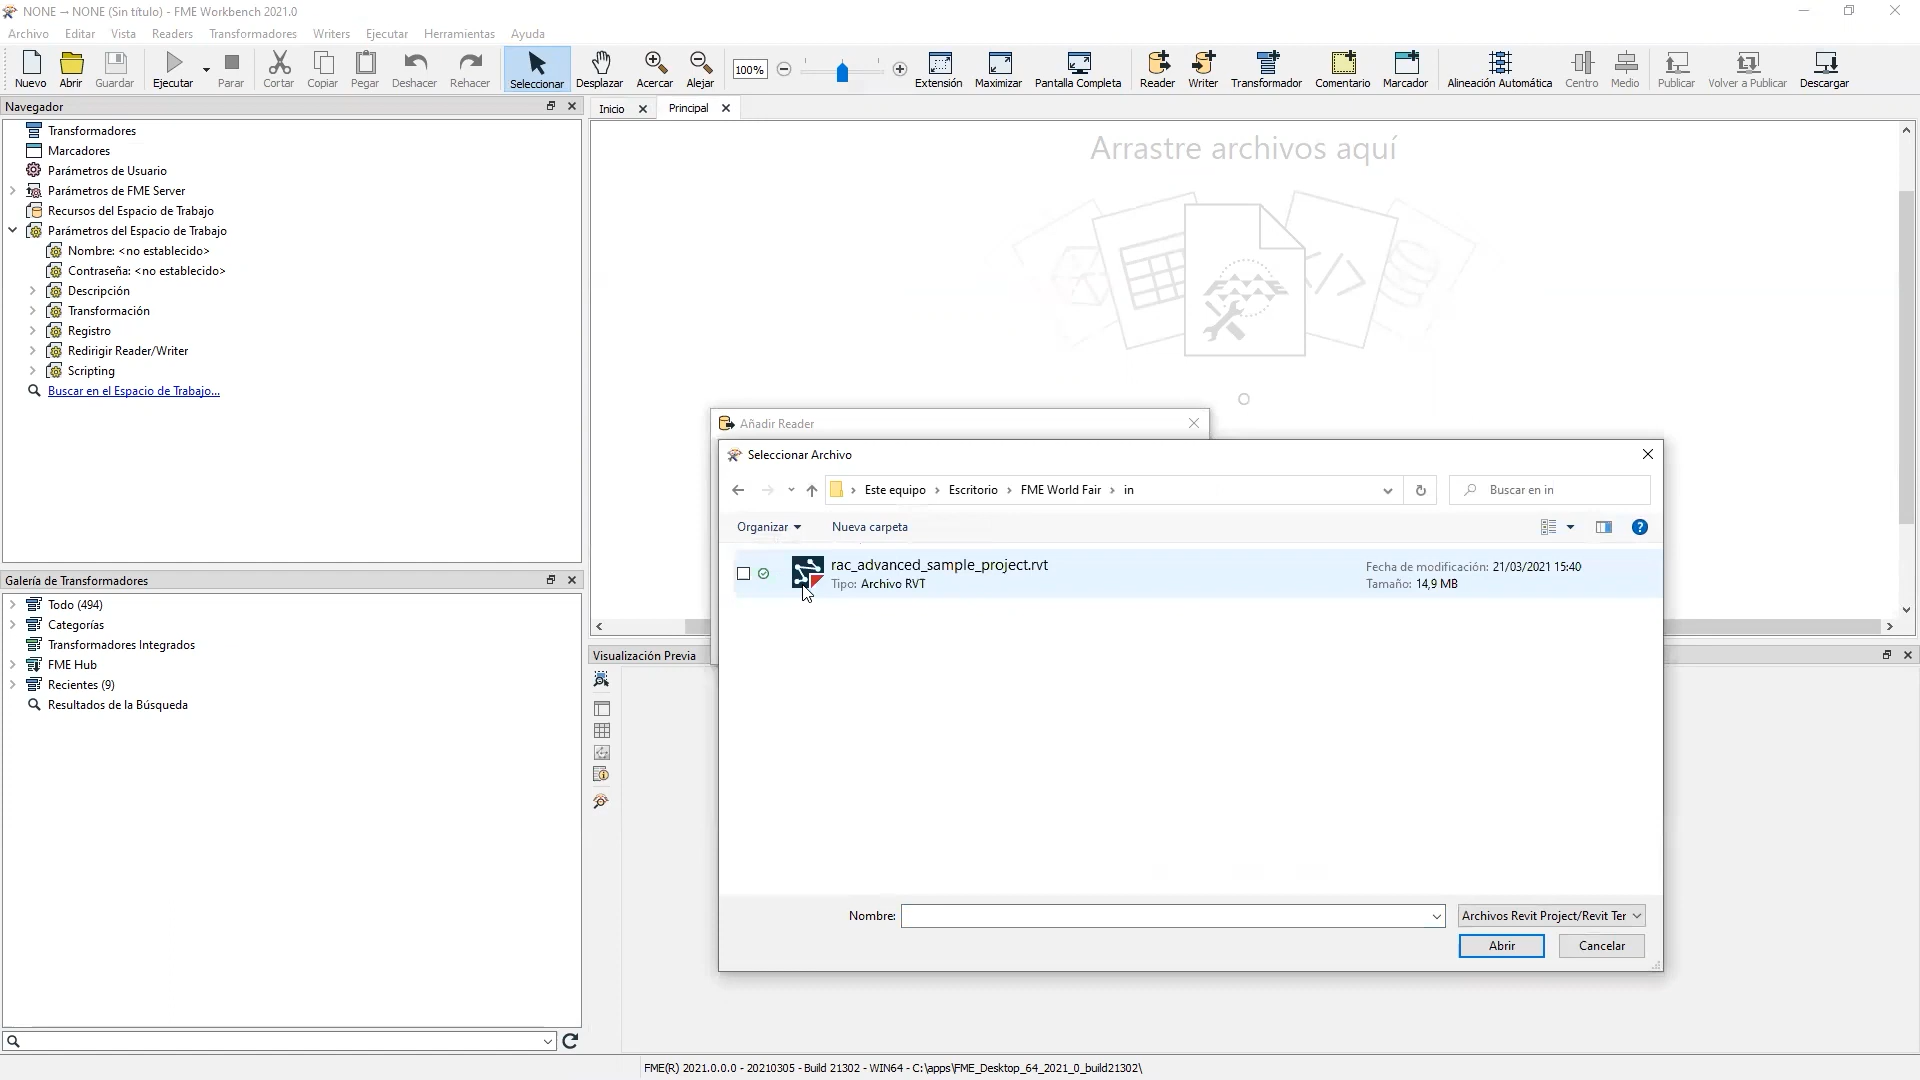 NONE → NONE (Sin título) - FME Workbench 2021.0
Archivo Editar Vista Readers Transformadores Writers Ejecutar Herramientas Ayuda
Nuevo Abrir Guardar Ejecutar Parar Cortar Copiar Pegar Deshacer Rehacer Seleccionar Desplazar Acercar Alejar 100% Extensión Maximizar Pantalla Completa Reader Writer Transformador Comentario Marcador Alineación Automática Centro Medio Publicar Volver a Publicar Descargar
Navegador
Inicio Principal
Transformadores
Marcadores
Parámetros de Usuario
Parámetros de FME Server
Recursos del Espacio de Trabajo
Parámetros del Espacio de Trabajo
Nombre: <no establecido>
Contraseña: <no establecido>
Descripción
Transformación
Registro
Redirigir Reader/Writer
Scripting
Buscar en el Espacio de Trabajo...
Arrastre archivos aquí
Añadir Reader
Seleccionar Archivo
Este equipo › Escritorio › FME World Fair › in
Buscar en in
Organizar Nueva carpeta
rac_advanced_sample_project.rvt
Tipo: Archivo RVT
Fecha de modificación: 21/03/2021 15:40
Tamaño: 14,9 MB
Nombre:
Archivos Revit Project/Revit Ter
Abrir Cancelar
Galería de Transformadores
Todo (494)
Categorías
Transformadores Integrados
FME Hub
Recientes (9)
Resultados de la Búsqueda
Visualización Previa
FME(R) 2021.0.0.0 - 20210305 - Build 21302 - WIN64 - C:\apps\FME_Desktop_64_2021_0_build21302\